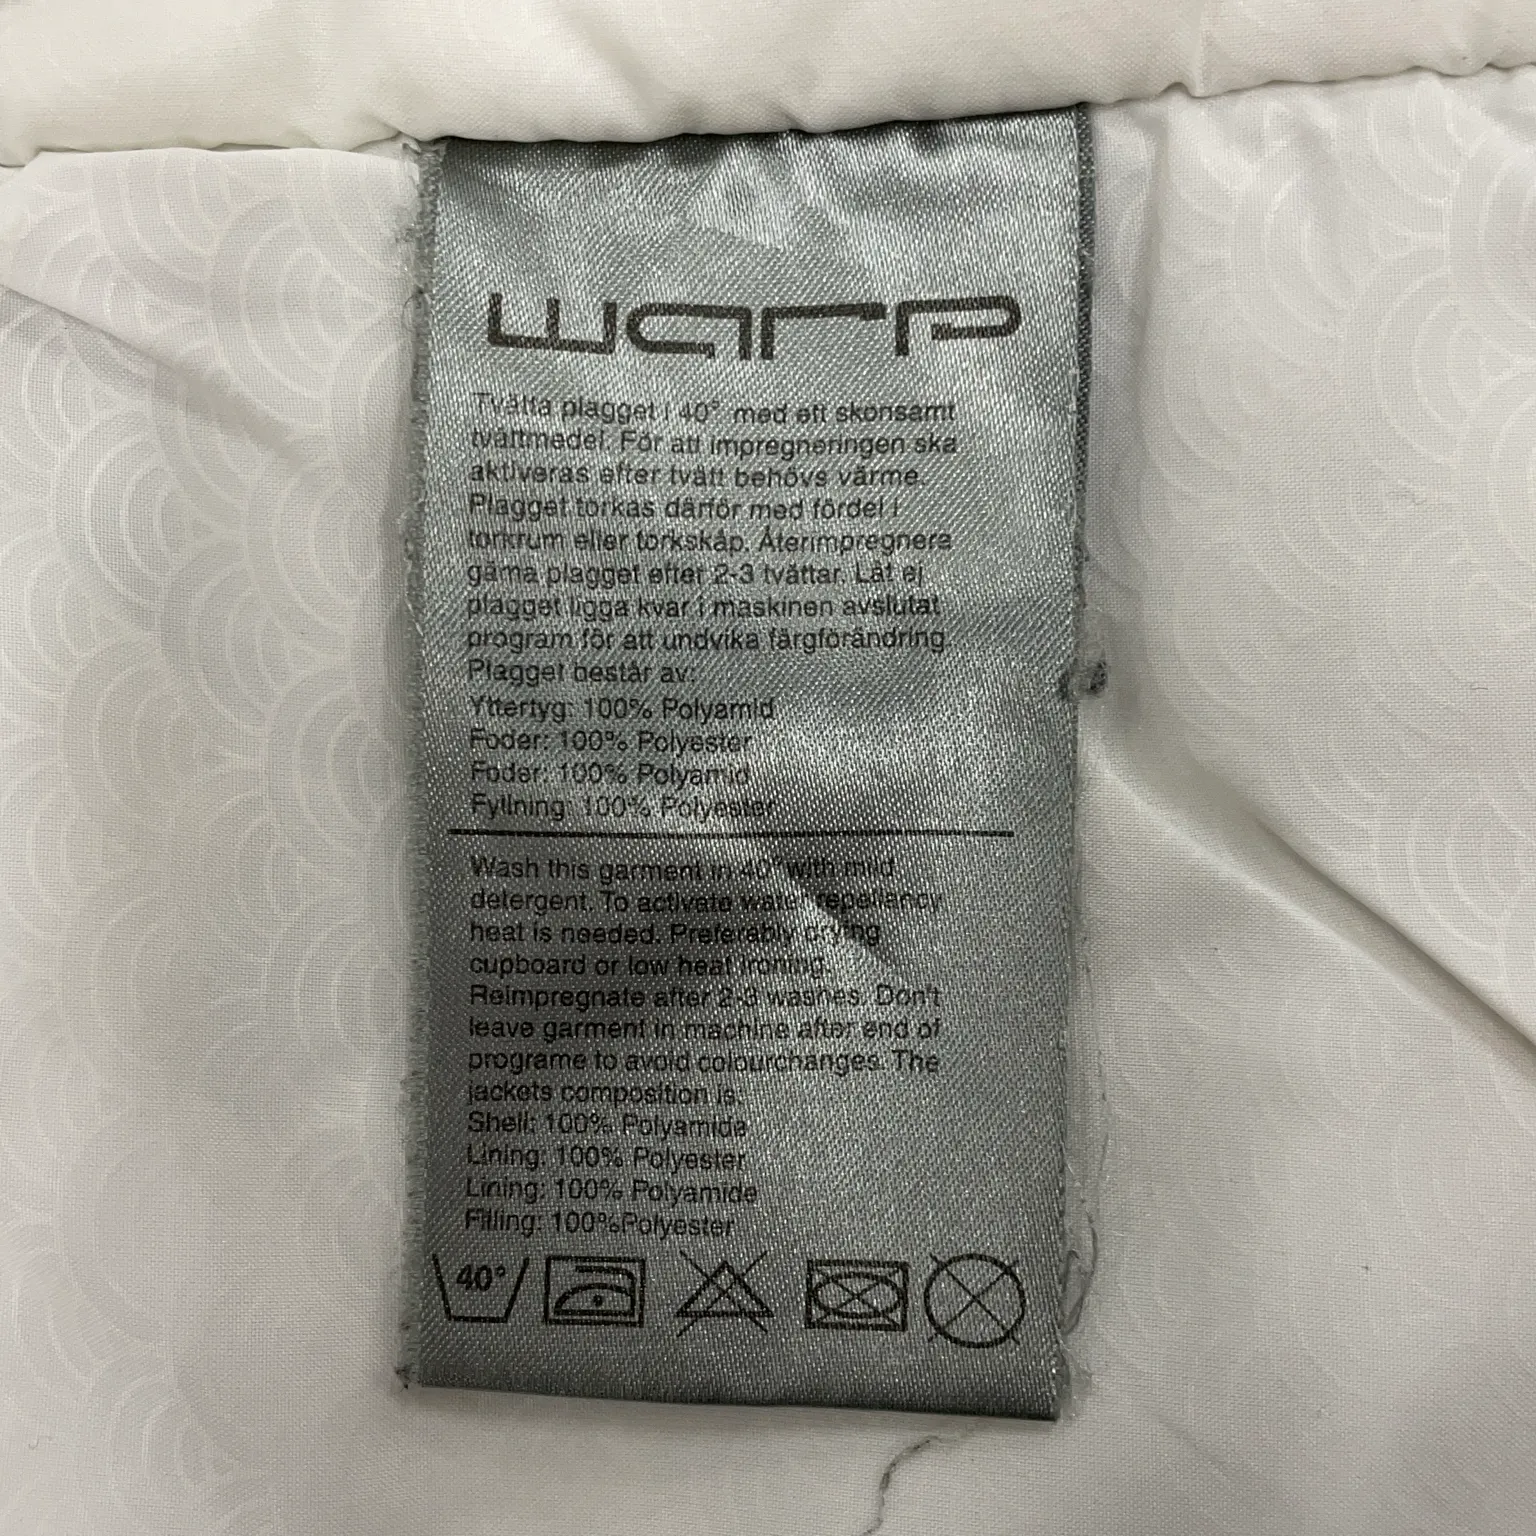 warp
Tvätta plagget i 40° med ett skonsamt
tvättmedel. För att impregneringen ska
aktiveras efter tvätt behövs värme.
Plagget torkas därför med fördel i
torkrum eller torkskåp. Återimpregnera
gärna plagget efter 2-3 tvättar. Låt ej
plagget ligga kvar i maskinen avslutat
program för att undvika färgförändring.
Plagget består av:
Yttertyg: 100% Polyamid
Foder: 100% Polyester
Foder: 100% Polyamid
Fyllning: 100% Polyester
Wash this garment in 40° with mild
detergent. To activate water repellancy
heat is needed. Preferably drying
cupboard or low heat ironing.
Reimpregnate after 2-3 washes. Don't
leave garment in machine after end of
programe to avoid colourchanges. The
jackets composition is:
Shell: 100% Polyamide
Lining: 100% Polyester
Lining: 100% Polyamide
Filling: 100%Polyester
40°